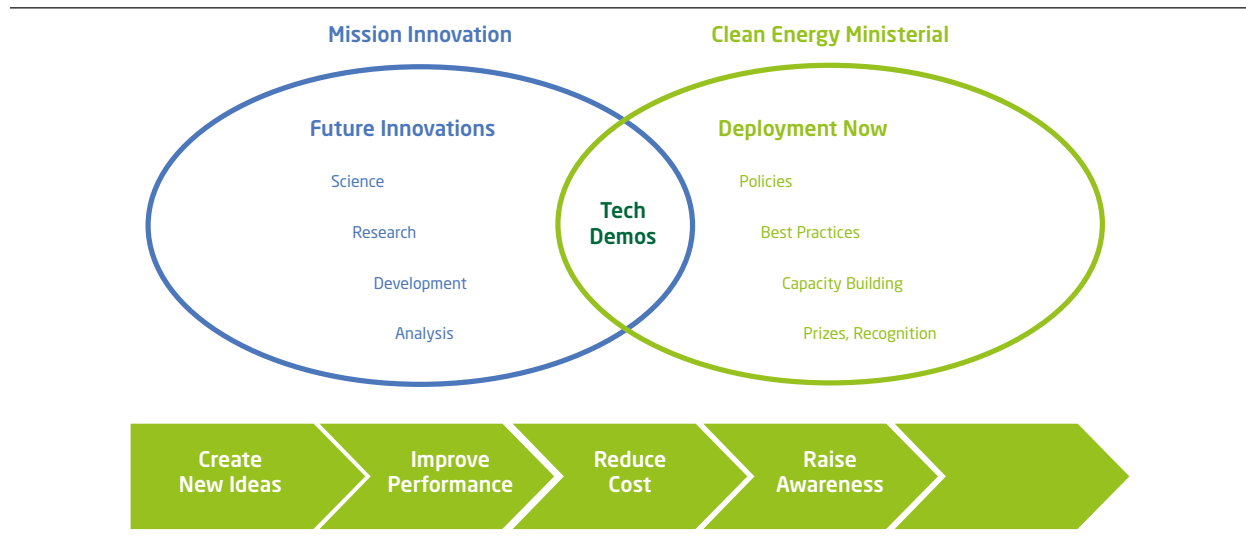 Mission Innovation
Clean Energy Ministerial
Future Innovations
Science
Research
Development
Analysis
Tech
Demos
Deployment Now
Policies
Best Practices
Capacity Building
Prizes, Recognition
Create
New Ideas
Improve
Performance
Reduce
Cost
Raise
Awareness